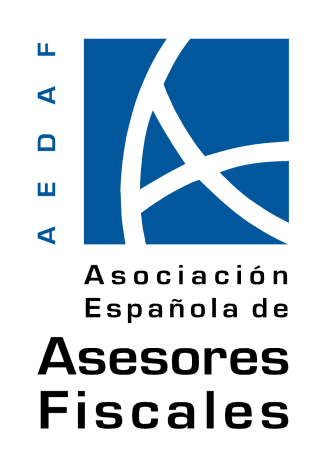 AEDAF
Asociación
Española de
Asesores
Fiscales